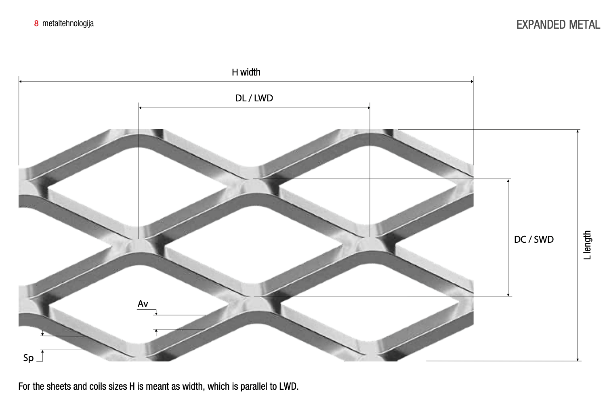 8 metaltehnologija
EXPANDED METAL
H width
DL / LWD
DC / SWD
L length
Av
Sp
For the sheets and coils sizes H is meant as width, which is parallel to LWD.